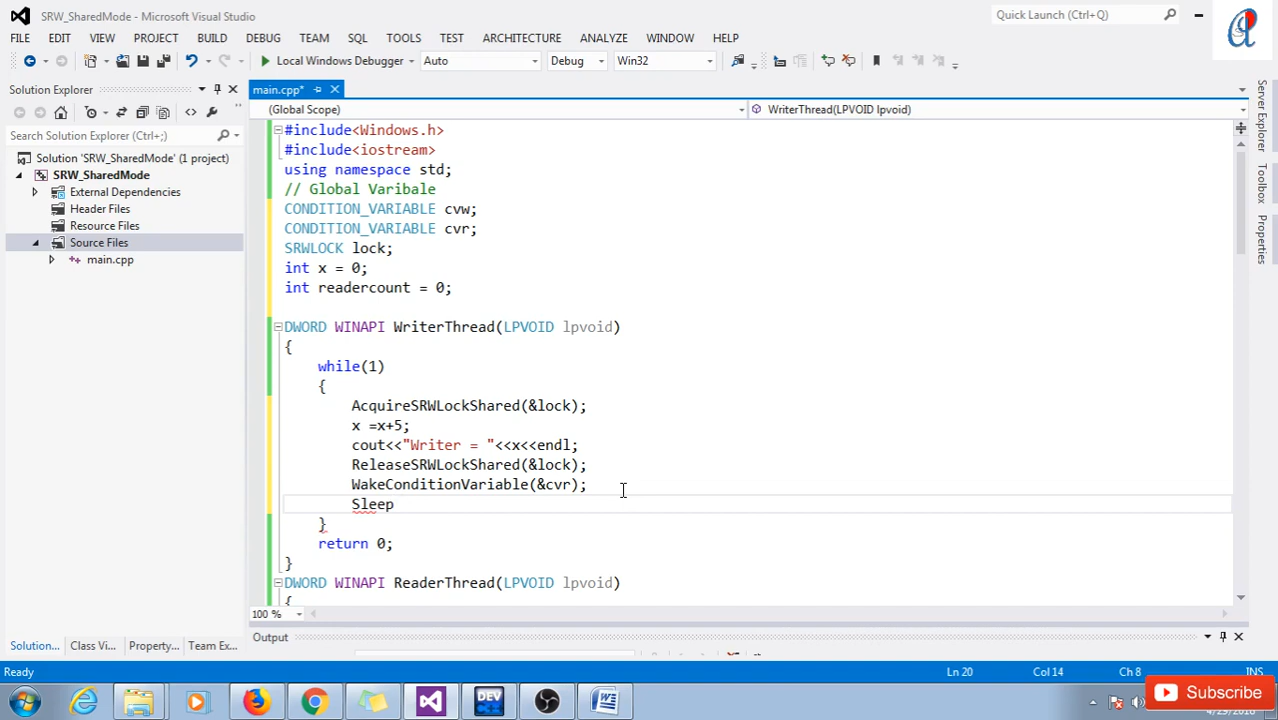 SRW_SharedMode - Microsoft Visual Studio
Quick Launch (Ctrl+Q)
FILE EDIT VIEW PROJECT BUILD DEBUG TEAM SQL TOOLS TEST ARCHITECTURE ANALYZE WINDOW HELP
Local Windows Debugger Auto Debug Win32
Solution Explorer
main.cpp*
(Global Scope)
WriterThread(LPVOID lpvoid)
Search Solution Explorer (Ctrl+;)
Solution 'SRW_SharedMode' (1 project)
SRW_SharedMode
External Dependencies
Header Files
Resource Files
Source Files
main.cpp
#include<Windows.h>
#include<iostream>
using namespace std;
// Global Varibale
CONDITION_VARIABLE cvw;
CONDITION_VARIABLE cvr;
SRWLOCK lock;
int x = 0;
int readercount = 0;
DWORD WINAPI WriterThread(LPVOID lpvoid)
{
while(1)
{
AcquireSRWLockShared(&lock);
x =x+5;
cout<<"Writer = "<<x<<endl;
ReleaseSRWLockShared(&lock);
WakeConditionVariable(&cvr);
Sleep
}
return 0;
}
DWORD WINAPI ReaderThread(LPVOID lpvoid)
{
100 %
Server Explorer
Toolbox
Properties
Output
Solution... Class Vi... Property... Team Ex...
Ready
Ln 20 Col 14 Ch 8 INS
DEV
Subscribe